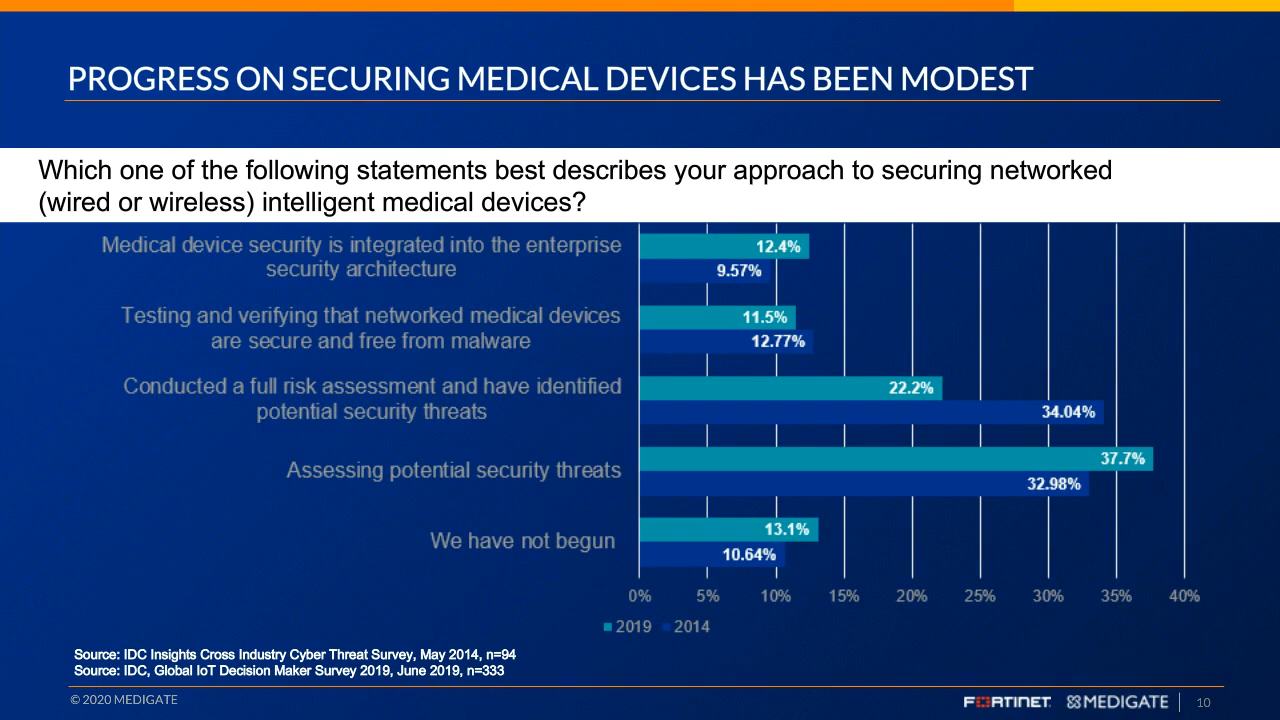 PROGRESS ON SECURING MEDICAL DEVICES HAS BEEN MODEST
Which one of the following statements best describes your approach to securing networked
(wired or wireless) intelligent medical devices?
Medical device security is integrated into the enterprise
security architecture
12.4%
9.57%
Testing and verifying that networked medical devices
are secure and free from malware
11.5%
12.77%
Conducted a full risk assessment and have identified
potential security threats
22.2%
34.04%
Assessing potential security threats
37.7%
32.98%
We have not begun
13.1%
10.64%
0% 5% 10% 15% 20% 25% 30% 35% 40%
2019 2014
Source: IDC Insights Cross Industry Cyber Threat Survey, May 2014, n=94
Source: IDC, Global IoT Decision Maker Survey 2019, June 2019, n=333
© 2020 MEDIGATE
FORTINET MEDIGATE 10